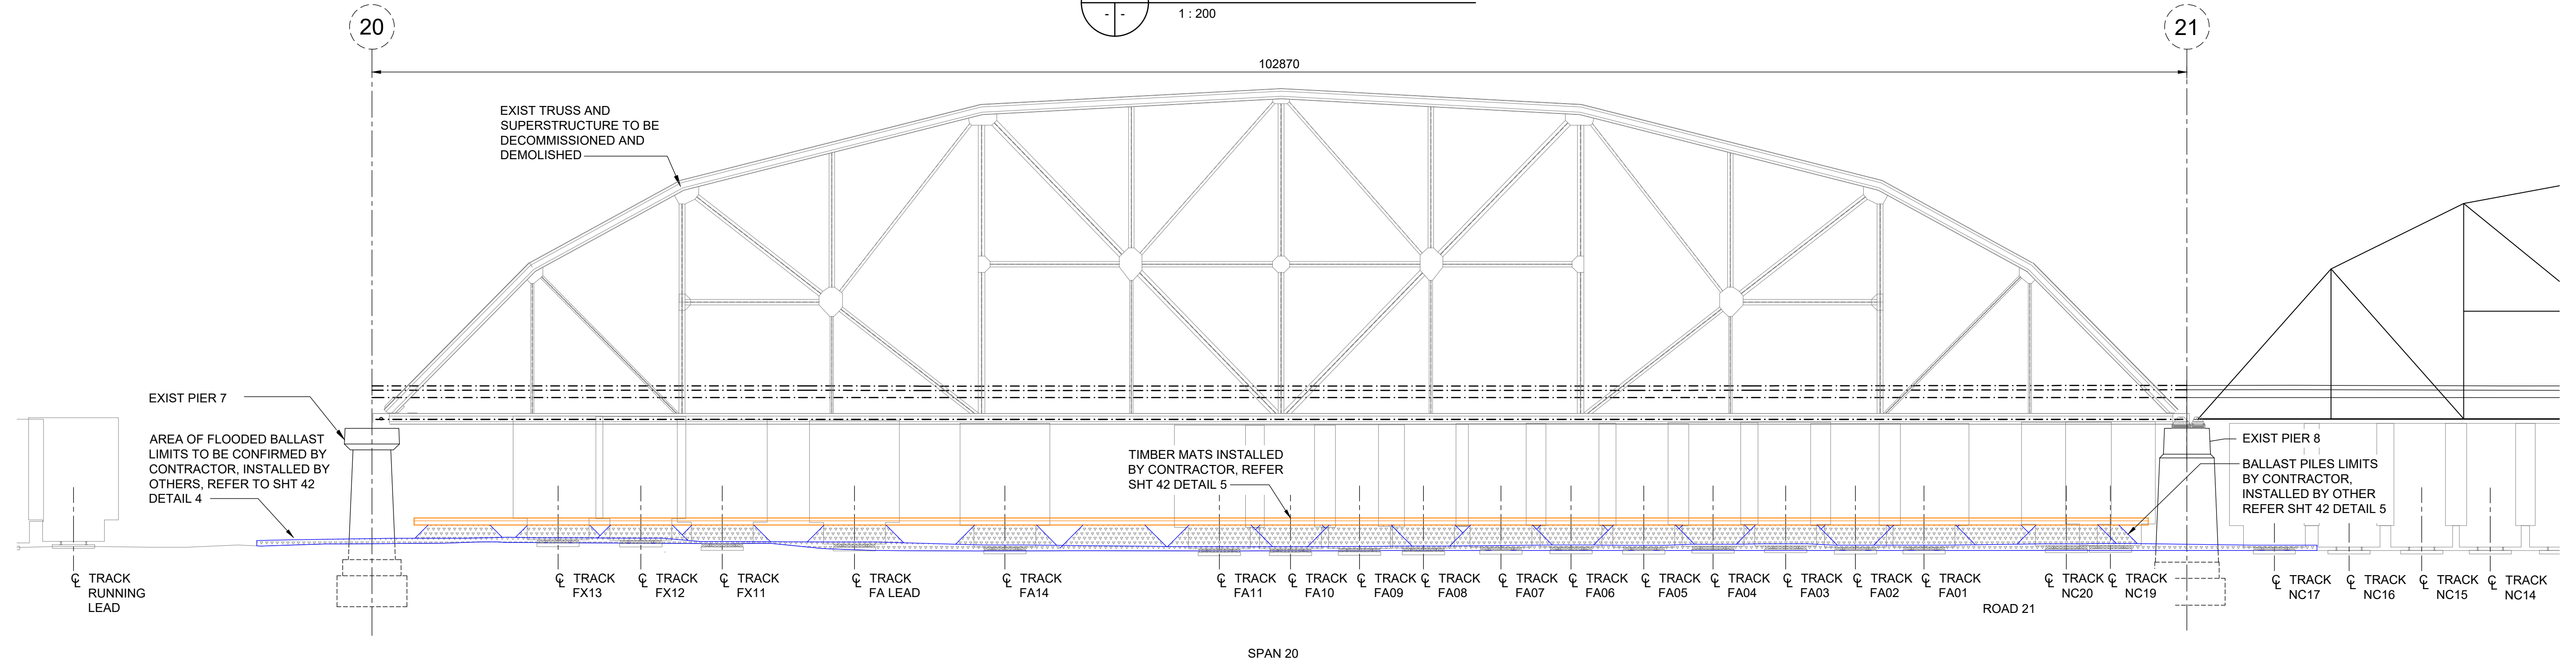 - -
1 : 200
20
21
102870
EXIST TRUSS AND
SUPERSTRUCTURE TO BE
DECOMMISSIONED AND
DEMOLISHED
EXIST PIER 7
AREA OF FLOODED BALLAST
LIMITS TO BE CONFIRMED BY
CONTRACTOR, INSTALLED BY
OTHERS, REFER TO SHT 42
DETAIL 4
TIMBER MATS INSTALLED
BY CONTRACTOR, REFER
SHT 42 DETAIL 5
EXIST PIER 8
BALLAST PILES LIMITS
BY CONTRACTOR,
INSTALLED BY OTHER
REFER SHT 42 DETAIL 5
℄ TRACK
RUNNING
LEAD
℄ TRACK
FX13
℄ TRACK
FX12
℄ TRACK
FX11
℄ TRACK
FA LEAD
℄ TRACK
FA14
℄ TRACK
FA11
℄ TRACK
FA10
℄ TRACK
FA09
℄ TRACK
FA08
℄ TRACK
FA07
℄ TRACK
FA06
℄ TRACK
FA05
℄ TRACK
FA04
℄ TRACK
FA03
℄ TRACK
FA02
℄ TRACK
FA01
℄ TRACK
NC20
℄ TRACK
NC19
℄ TRACK
NC17
℄ TRACK
NC16
℄ TRACK
NC15
℄ TRACK
NC14
ROAD 21
SPAN 20